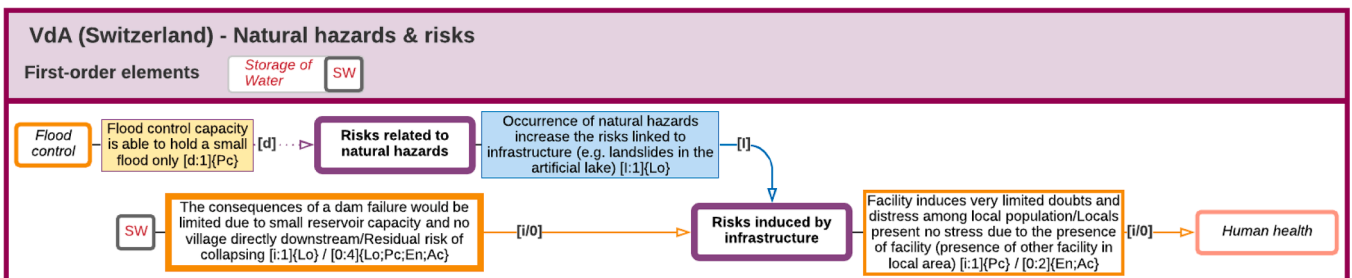 VdA (Switzerland) - Natural hazards & risks
First-order elements
Storage of
Water
SW
Flood
control
Flood control capacity
is able to hold a small
flood only [d:1]{Pc}
[d]
Risks related to
natural hazards
Occurrence of natural hazards
increase the risks linked to
infrastructure (e.g. landslides in the
artificial lake) [I:1]{Lo}
[I]
SW
The consequences of a dam failure would be
limited due to small reservoir capacity and no
village directly downstream/Residual risk of
collapsing [i:1]{Lo} / [0:4]{Lo;Pc;En;Ac}
[i/0]
Risks induced by
infrastructure
Facility induces very limited doubts and
distress among local population/Locals
present no stress due to the presence
of facility (presence of other facility in
local area) [i:1]{Pc} / [0:2]{En;Ac}
[i/0]
Human health